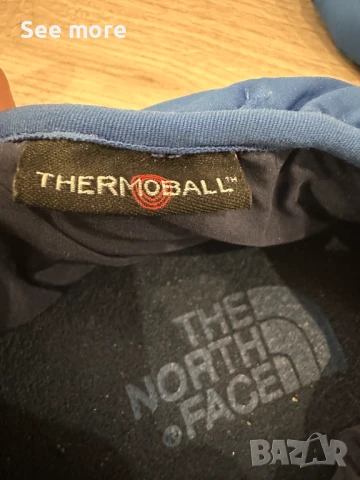 See more
THERMOBALL™
THE
NORTH
FACE®
BAZAR